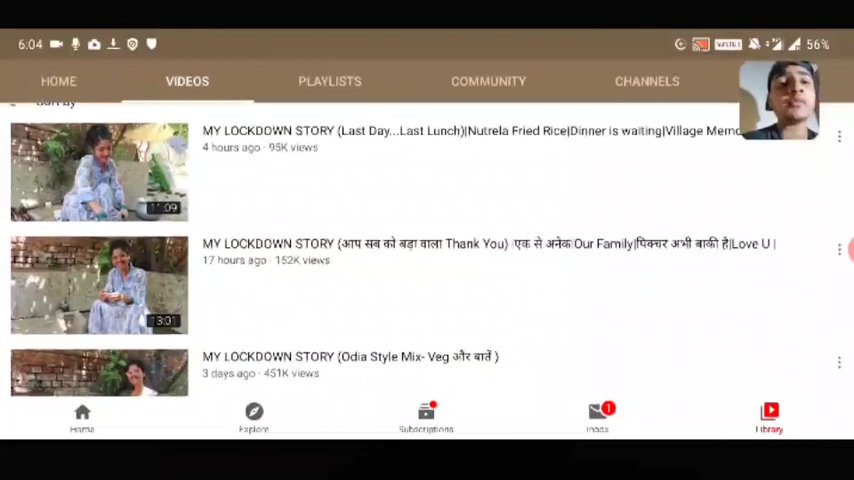 6:04
VoLTE 56%
HOME VIDEOS PLAYLISTS COMMUNITY CHANNELS
Sort by
MY LOCKDOWN STORY (Last Day...Last Lunch)|Nutrela Fried Rice|Dinner is waiting|Village
4 hours ago · 95K views
11:09
MY LOCKDOWN STORY (आप सब को बड़ा वाला Thank You) |एक से अनेक|Our Family|पिक्चर अभी बाकी है|Love U |
17 hours ago · 152K views
13:01
MY LOCKDOWN STORY (Odia Style Mix- Veg और बातें )
3 days ago · 451K views
1
Home Explore Subscriptions Inbox Library